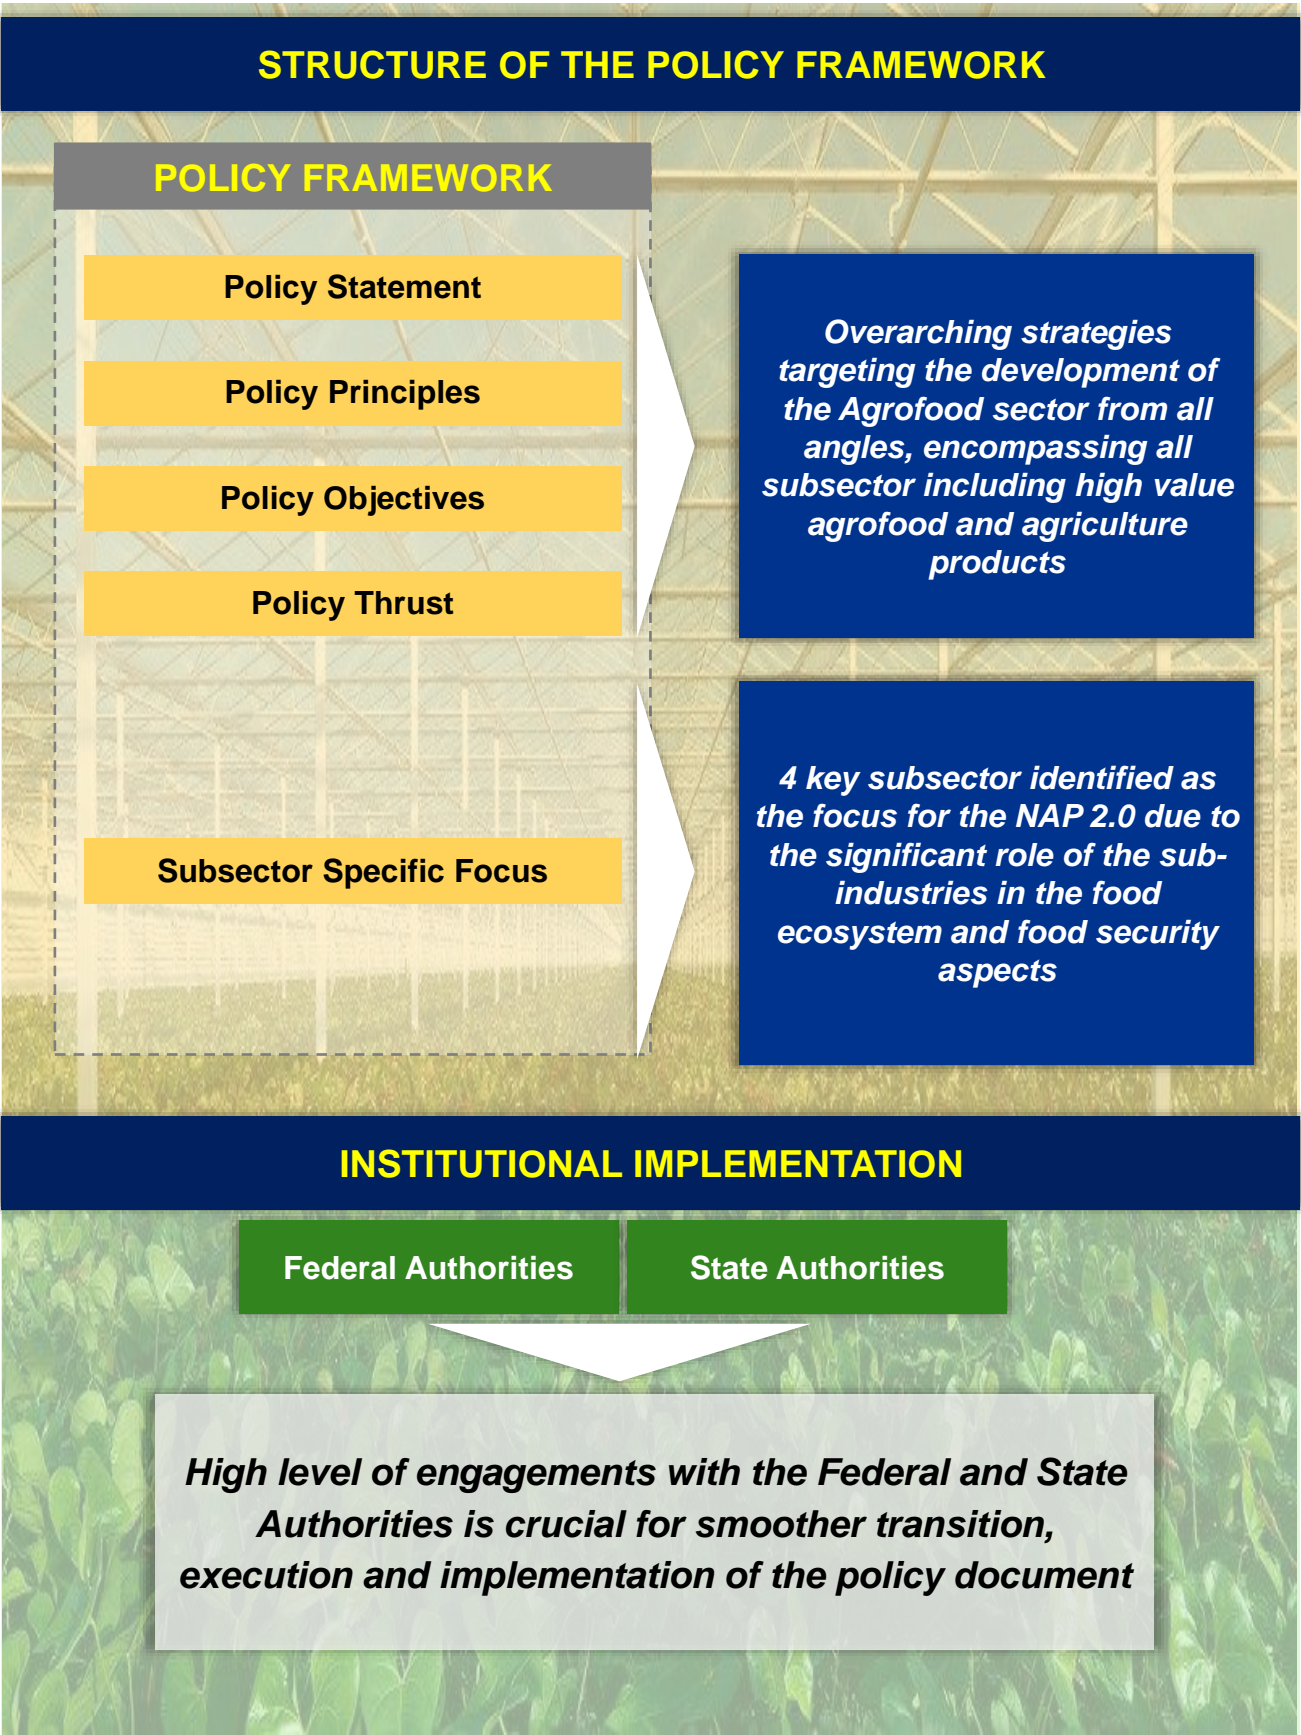 STRUCTURE OF THE POLICY FRAMEWORK
POLICY FRAMEWORK
Policy Statement
Policy Principles
Policy Objectives
Policy Thrust
Overarching strategies
targeting the development of
the Agrofood sector from all
angles, encompassing all
subsector including high value
agrofood and agriculture
products
Subsector Specific Focus
4 key subsector identified as
the focus for the NAP 2.0 due to
the significant role of the sub-
industries in the food
ecosystem and food security
aspects
INSTITUTIONAL IMPLEMENTATION
Federal Authorities
State Authorities
High level of engagements with the Federal and State
Authorities is crucial for smoother transition,
execution and implementation of the policy document